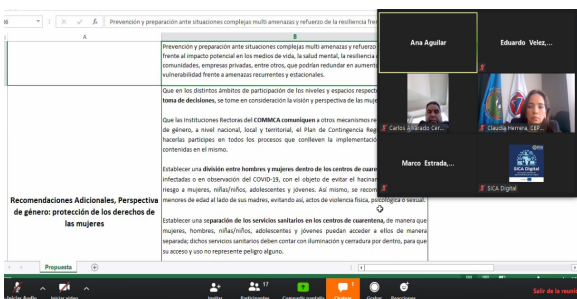 Prevención y preparación ante situaciones complejas multi amenazas y refuerzo de la resiliencia fre
A
B
Prevención y preparación ante situaciones complejas multi amenazas y refuerzo
frente al impacto potencial en los medios de vida, la salud mental, la resiliencia
comunidades, empresas privadas, entre otros, que podrían redundar en aumento
vulnerabilidad frente a amenazas recurrentes y estacionales.
Que en los distintos ámbitos de participación de los niveles y espacios respecto
toma de decisiones, se tome en consideración la visión y perspectiva de las muje
Que las Instituciones Rectoras del COMMCA comuniquen a otros mecanismos re
de género, a nivel nacional, local y territorial, el Plan de Contingencia Reg
hacerlas partícipes en todos los procesos que conlleven la implementación
contenidas en el mismo.
Establecer una división entre hombres y mujeres dentro de los centros de cuare
infectadas o en observación del COVID-19, con el objeto de evitar el hacinar
riesgo a mujeres, niñas/niños, adolescentes y jóvenes. Así mismo, se recom
menores de edad al lado de sus madres, evitando así, actos de violencia física, psicológica o sexual.
Establecer una separación de los servicios sanitarios en los centros de cuarentena, de manera que
mujeres, hombres, niñas/niños, adolescentes y jóvenes puedan acceder a ellos de manera
separada; dichos servicios sanitarios deben contar con iluminación y cerradura por dentro, para que
su acceso y uso no represente peligro alguno.
Recomendaciones Adicionales, Perspectiva
de género: protección de los derechos de
las mujeres
Propuesta
Ana Aguilar
Eduardo Velez,...
Carlos Alvarado Cer...
Claudia Herrera, CEP...
Marco Estrada,...
SICA Digital
SICA Digital
Iniciar Audio
Iniciar video
Invitar
Participantes
17
Compartir pantalla
1
Grabar
Reacciones
Salir de la reuni